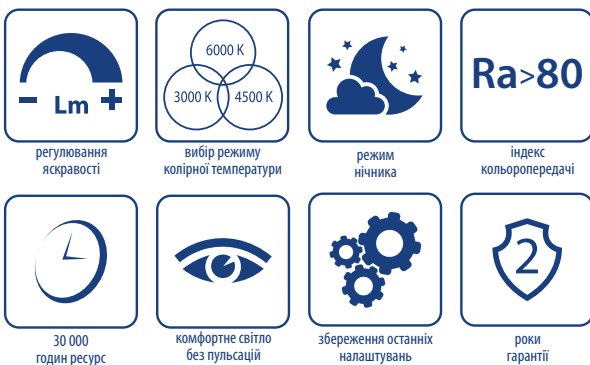 6000 K
3000 K
4500 K
− Lm +
Ra>80
регулювання
яскравості
вибір режиму
колірної температури
режим
нічника
індекс
кольоропередачі
2
30 000
годин ресурс
комфортне світло
без пульсацій
збереження останніх
налаштувань
роки
гарантії